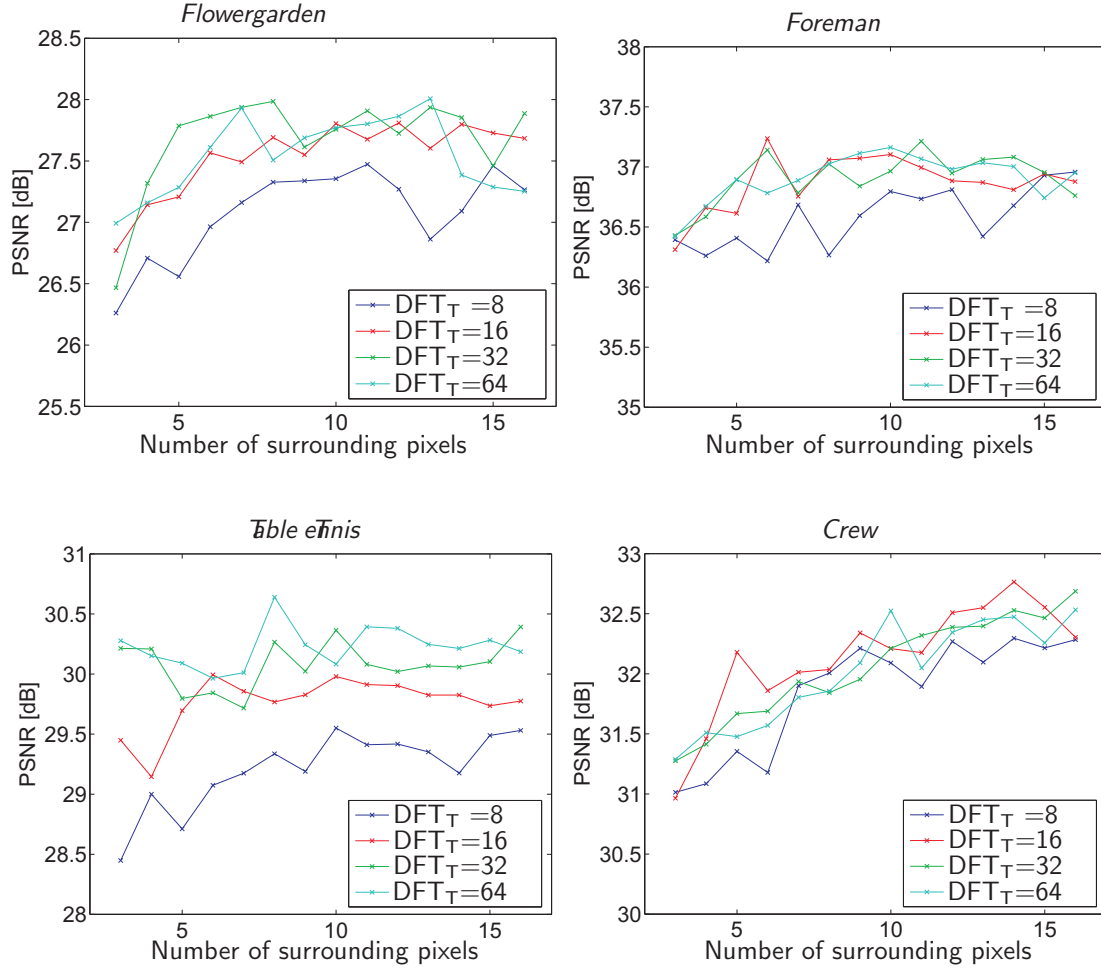 Flowergarden
28.5
28
27.5
27
26.5
26
25.5
PSNR [dB]
DFT_T =8
DFT_T=16
DFT_T=32
DFT_T=64
5 10 15
Number of surrounding pixels
Foreman
38
37.5
37
36.5
36
35.5
35
PSNR [dB]
DFT_T =8
DFT_T=16
DFT_T=32
DFT_T=64
5 10 15
Number of surrounding pixels
Table Tennis
31
30.5
30
29.5
29
28.5
28
PSNR [dB]
DFT_T =8
DFT_T=16
DFT_T=32
DFT_T=64
5 10 15
Number of surrounding pixels
Crew
33
32.5
32
31.5
31
30.5
30
PSNR [dB]
DFT_T =8
DFT_T=16
DFT_T=32
DFT_T=64
5 10 15
Number of surrounding pixels